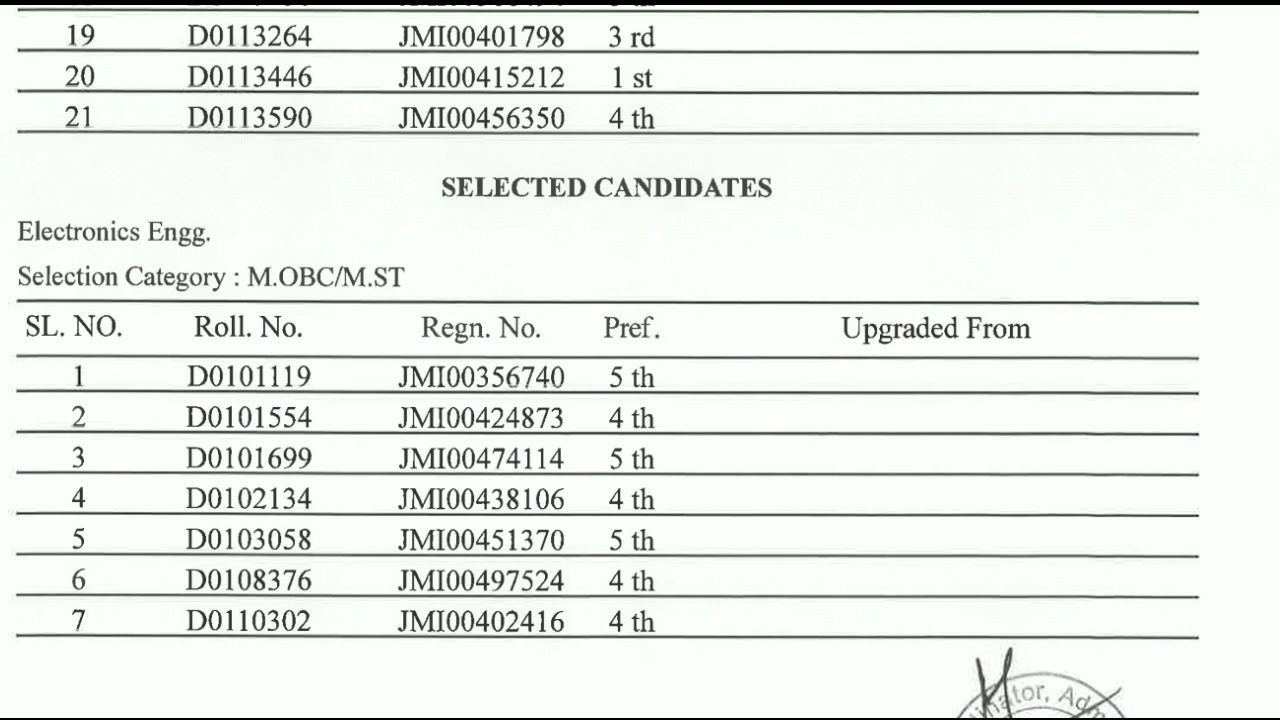 19 D0113264 JMI00401798 3 rd
20 D0113446 JMI00415212 1 st
21 D0113590 JMI00456350 4 th
SELECTED CANDIDATES
Electronics Engg.
Selection Category : M.OBC/M.ST
SL. NO. Roll. No. Regn. No. Pref. Upgraded From
1 D0101119 JMI00356740 5 th
2 D0101554 JMI00424873 4 th
3 D0101699 JMI00474114 5 th
4 D0102134 JMI00438106 4 th
5 D0103058 JMI00451370 5 th
6 D0108376 JMI00497524 4 th
7 D0110302 JMI00402416 4 th